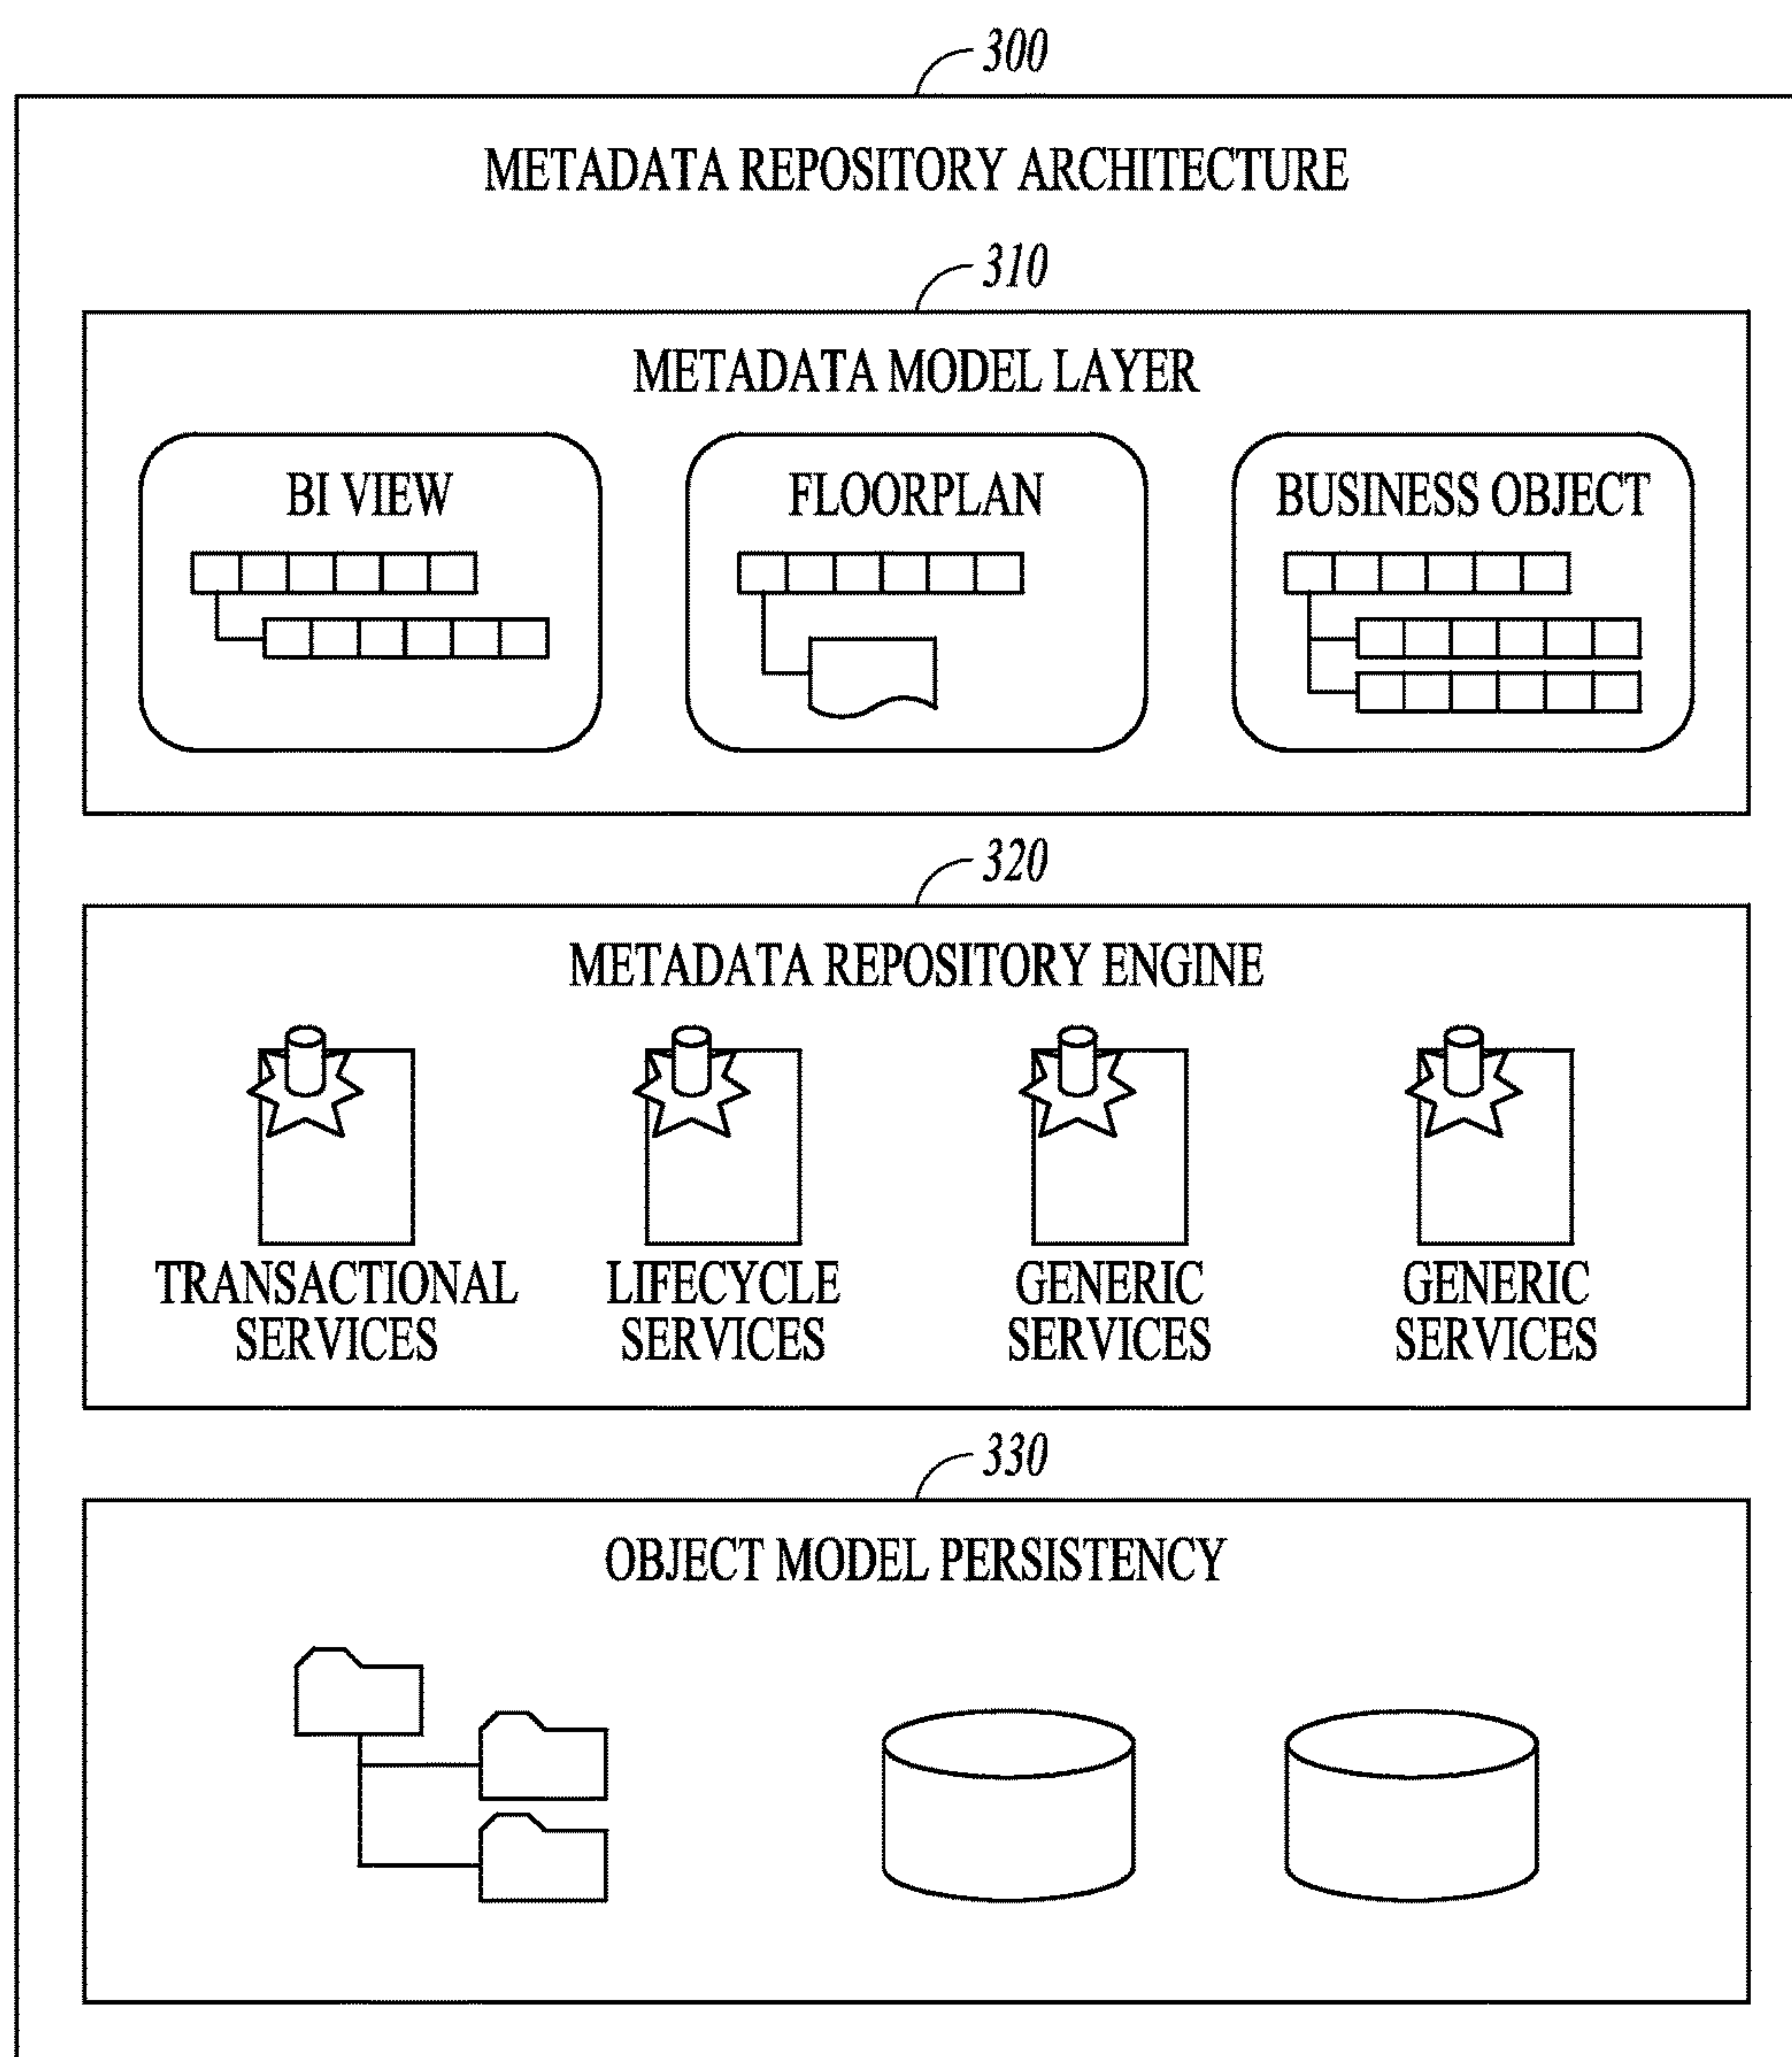 300
METADATA REPOSITORY ARCHITECTURE
310
METADATA MODEL LAYER
BI VIEW
FLOORPLAN
BUSINESS OBJECT
320
METADATA REPOSITORY ENGINE
TRANSACTIONAL
SERVICES
LIFECYCLE
SERVICES
GENERIC
SERVICES
GENERIC
SERVICES
330
OBJECT MODEL PERSISTENCY